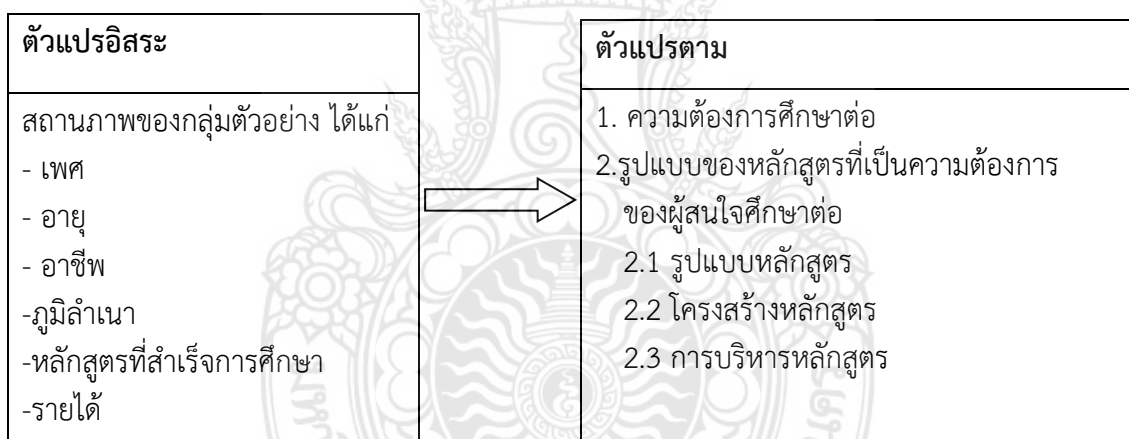 ตัวแปรอิสระ
สถานภาพของกลุ่มตัวอย่าง ได้แก่
- เพศ
- อายุ
- อาชีพ
-ภูมิลำเนา
-หลักสูตรที่สำเร็จการศึกษา
-รายได้
ตัวแปรตาม
1. ความต้องการศึกษาต่อ
2.รูปแบบของหลักสูตรที่เป็นความต้องการ
ของผู้สนใจศึกษาต่อ
2.1 รูปแบบหลักสูตร
2.2 โครงสร้างหลักสูตร
2.3 การบริหารหลักสูตร